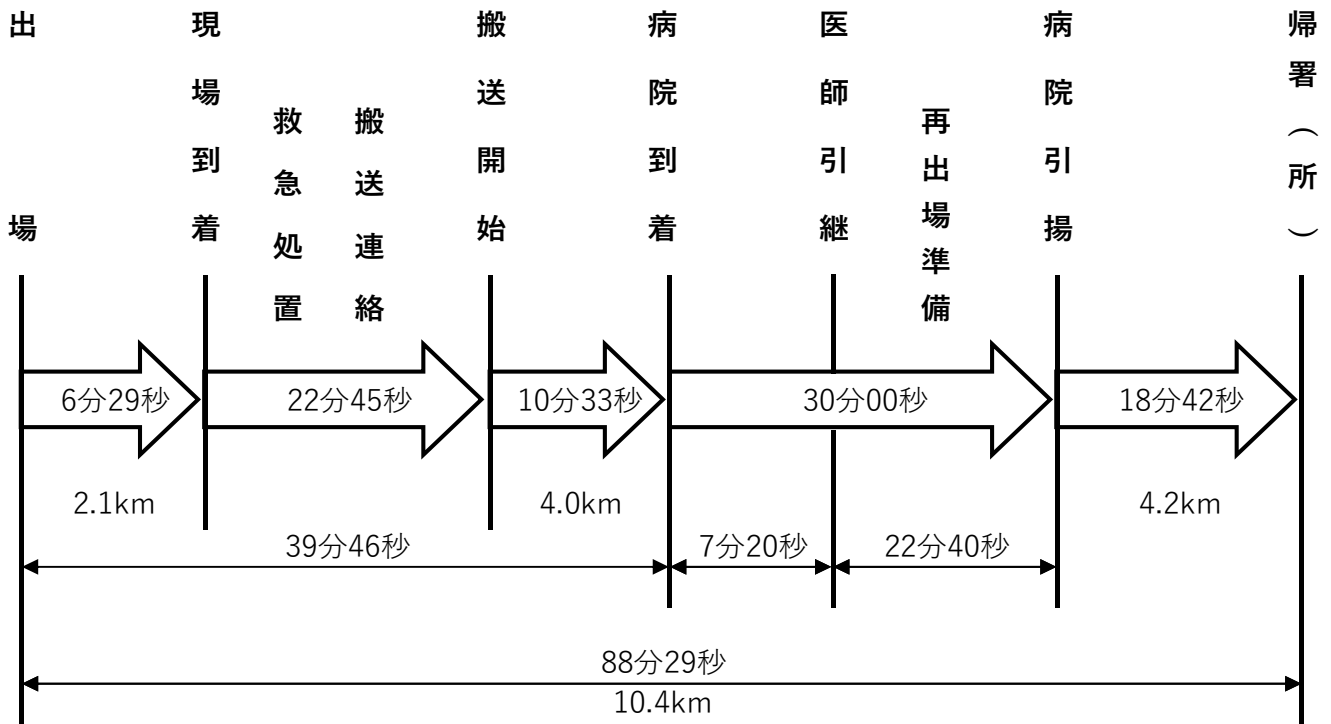 出場
現場到着
救急処置
搬送連絡
搬送開始
病院到着
医師引継
再出場準備
病院引揚
帰署（所）
6分29秒
22分45秒
10分33秒
30分00秒
18分42秒
2.1km
4.0km
4.2km
39分46秒
7分20秒
22分40秒
88分29秒
10.4km